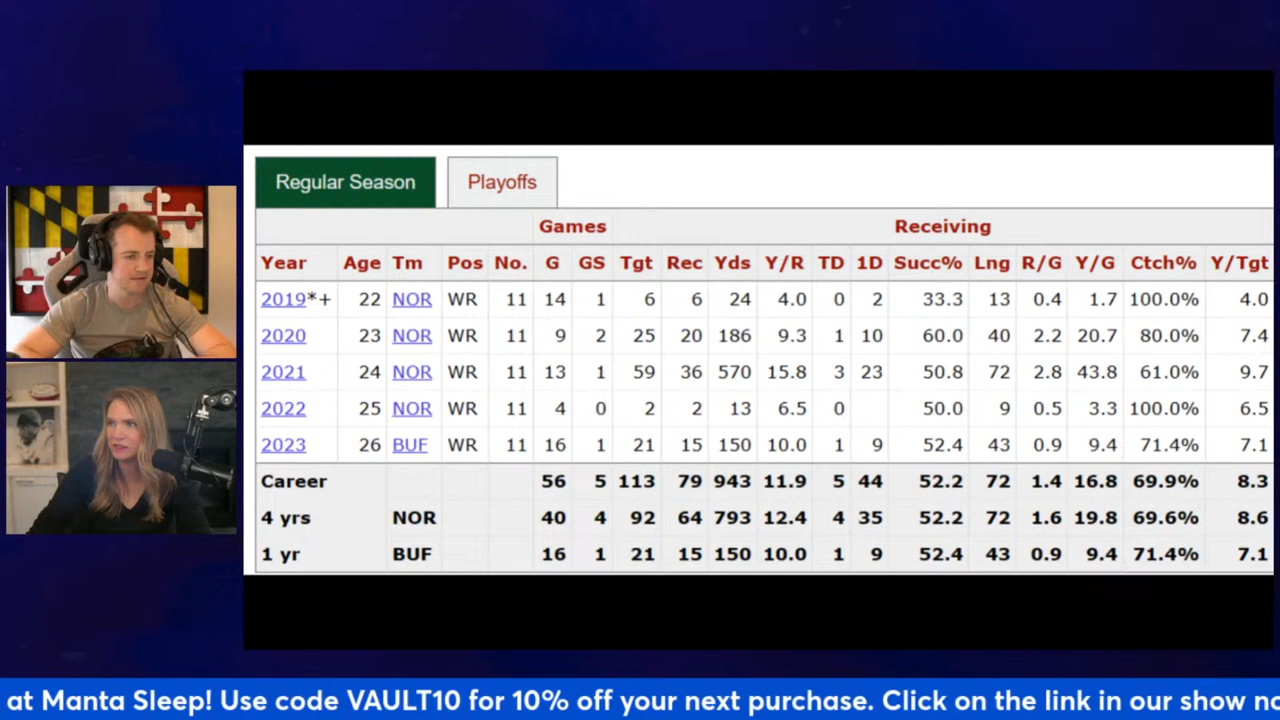 Regular Season Playoffs
Games Receiving
Year Age Tm Pos No. G GS Tgt Rec Yds Y/R TD 1D Succ% Lng R/G Y/G Ctch% Y/Tgt
2019*+ 22 NOR WR 11 14 1 6 6 24 4.0 0 2 33.3 13 0.4 1.7 100.0% 4.0
2020 23 NOR WR 11 9 2 25 20 186 9.3 1 10 60.0 40 2.2 20.7 80.0% 7.4
2021 24 NOR WR 11 13 1 59 36 570 15.8 3 23 50.8 72 2.8 43.8 61.0% 9.7
2022 25 NOR WR 11 4 0 2 2 13 6.5 0 50.0 9 0.5 3.3 100.0% 6.5
2023 26 BUF WR 11 16 1 21 15 150 10.0 1 9 52.4 43 0.9 9.4 71.4% 7.1
Career 56 5 113 79 943 11.9 5 44 52.2 72 1.4 16.8 69.9% 8.3
4 yrs NOR 40 4 92 64 793 12.4 4 35 52.2 72 1.6 19.8 69.6% 8.6
1 yr BUF 16 1 21 15 150 10.0 1 9 52.4 43 0.9 9.4 71.4% 7.1
at Manta Sleep! Use code VAULT10 for 10% off your next purchase. Click on the link in our show